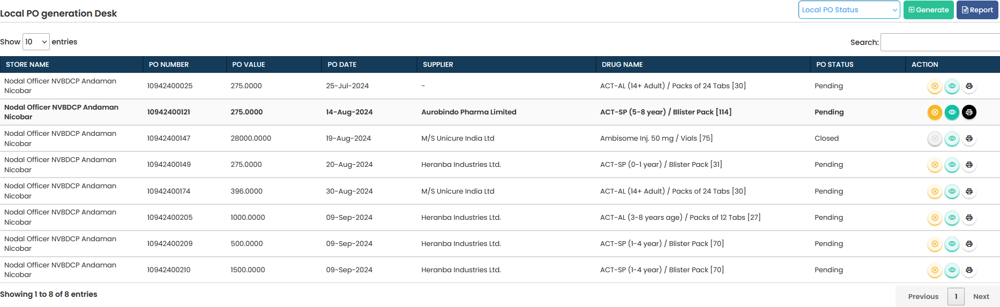 Local PO generation Desk
Local PO Status Generate Report
Show 10 entries
Search:
STORE NAME PO NUMBER PO VALUE PO DATE SUPPLIER DRUG NAME PO STATUS ACTION
Nodal Officer NVBDCP Andaman
Nicobar
10942400025 275.0000 25-Jul-2024 - ACT-AL (14+ Adult) / Packs of 24 Tabs [30] Pending
Nodal Officer NVBDCP Andaman
Nicobar
10942400121 275.0000 14-Aug-2024 Aurobindo Pharma Limited ACT-SP (5-8 year) / Blister Pack [114] Pending
Nodal Officer NVBDCP Andaman
Nicobar
10942400147 28000.0000 19-Aug-2024 M/S Unicure India Ltd Ambisome Inj. 50 mg / Vials [75] Closed
Nodal Officer NVBDCP Andaman
Nicobar
10942400149 275.0000 20-Aug-2024 Heranba Industries Ltd. ACT-SP (0-1 year) / Blister Pack [31] Pending
Nodal Officer NVBDCP Andaman
Nicobar
10942400174 396.0000 30-Aug-2024 M/S Unicure India Ltd ACT-AL (14+ Adult) / Packs of 24 Tabs [30] Pending
Nodal Officer NVBDCP Andaman
Nicobar
10942400205 1000.0000 09-Sep-2024 Heranba Industries Ltd. ACT-AL (3-8 years age) / Packs of 12 Tabs [27] Pending
Nodal Officer NVBDCP Andaman
Nicobar
10942400209 500.0000 09-Sep-2024 Heranba Industries Ltd. ACT-SP (1-4 year) / Blister Pack [70] Pending
Nodal Officer NVBDCP Andaman
Nicobar
10942400210 1500.0000 09-Sep-2024 Heranba Industries Ltd. ACT-SP (1-4 year) / Blister Pack [70] Pending
Showing 1 to 8 of 8 entries
Previous 1 Next